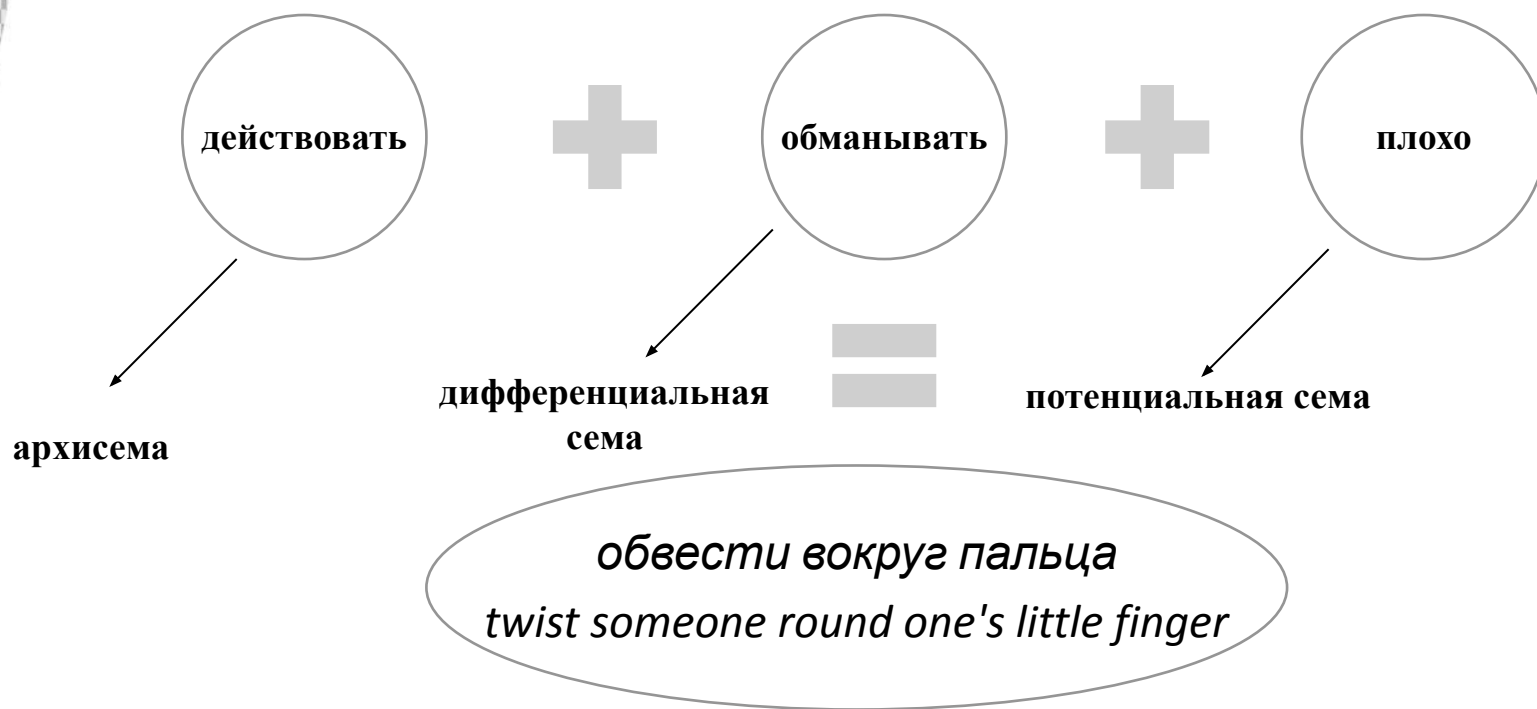 действовать
обманывать
плохо
архисема
дифференциальная
сема
потенциальная сема
обвести вокруг пальца
twist someone round one's little finger